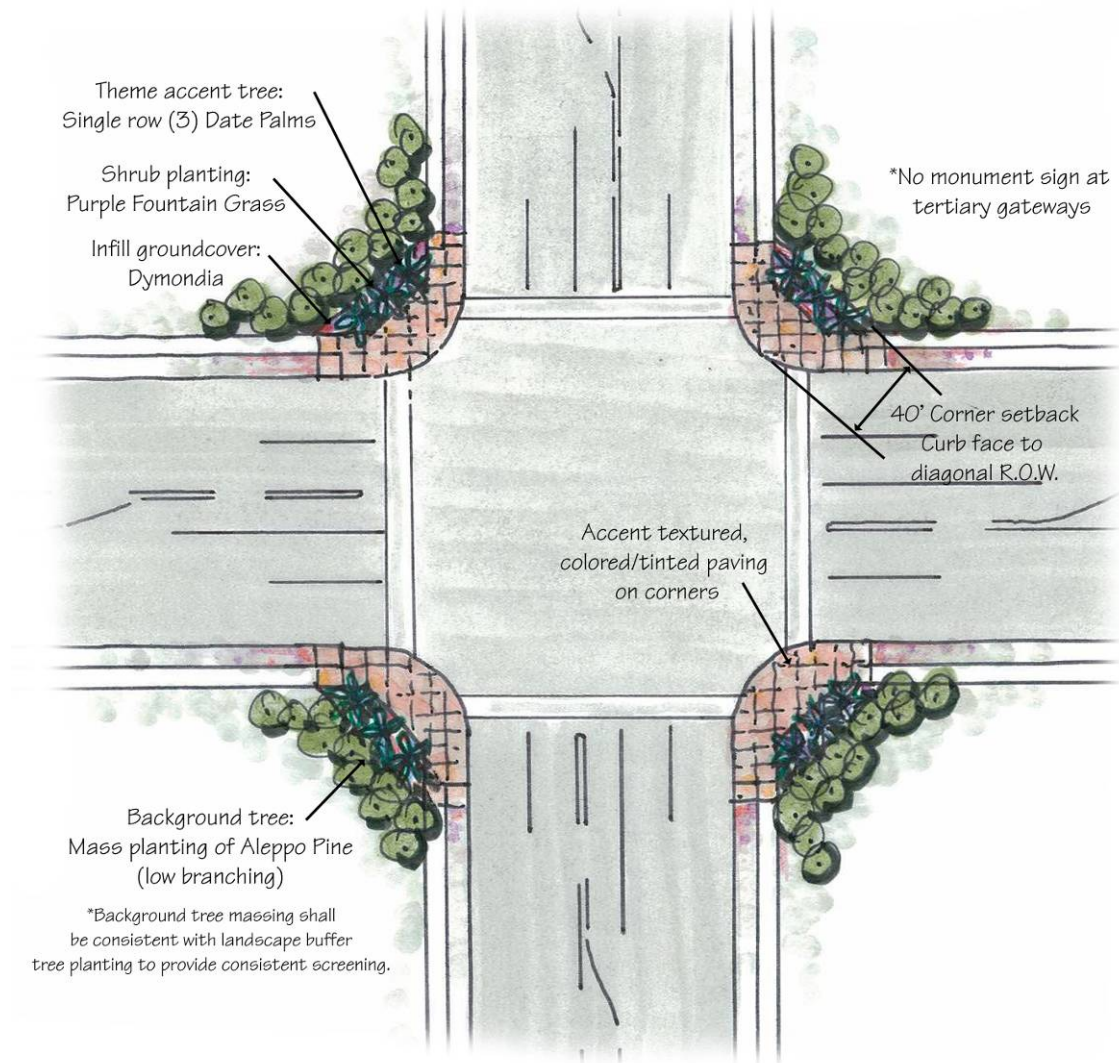 Theme accent tree:
Single row (3) Date Palms
Shrub planting:
Purple Fountain Grass
Infill groundcover:
Dymondia
*No monument sign at
tertiary gateways
40' Corner setback
Curb face to
diagonal R.O.W.
Accent textured,
colored/tinted paving
on corners
Background tree:
Mass planting of Aleppo Pine
(low branching)
*Background tree massing shall
be consistent with landscape buffer
tree planting to provide consistent screening.